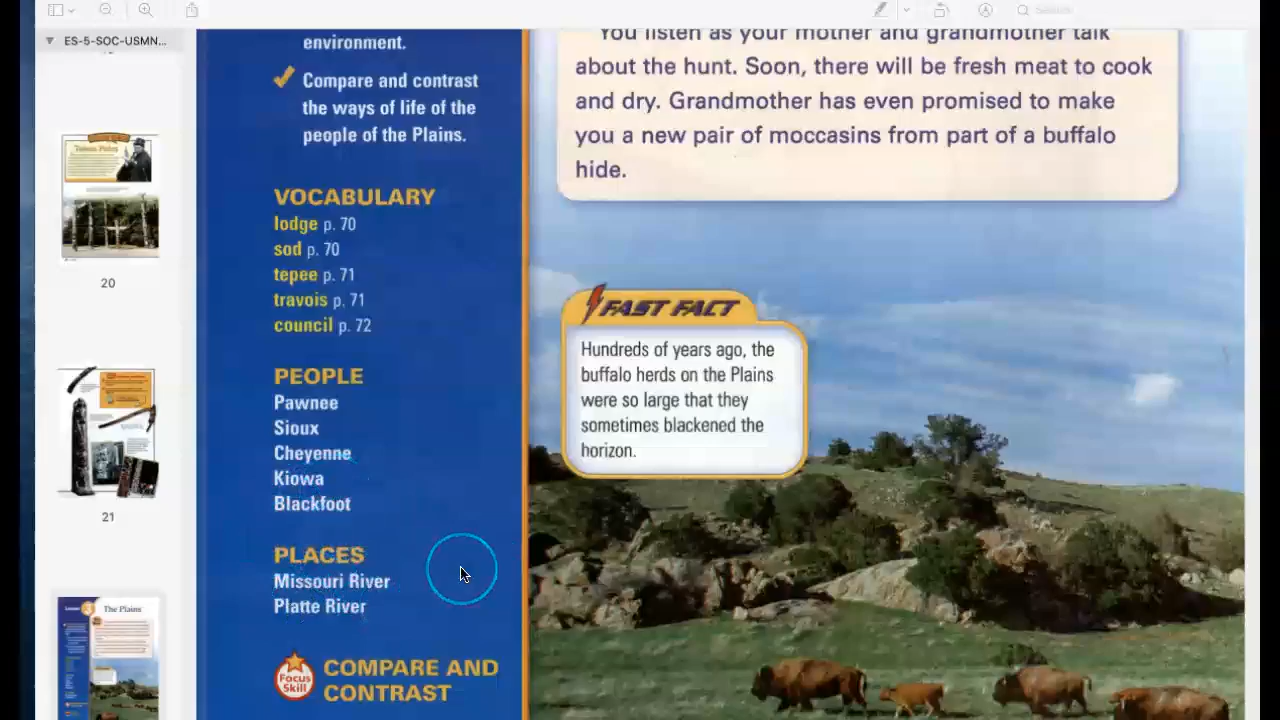 Search
ES-5-SOC-USMN...
20
21
Lesson 3 The Plains
environment.
Compare and contrast
the ways of life of the
people of the Plains.
VOCABULARY
lodge p. 70
sod p. 70
tepee p. 71
travois p. 71
council p. 72
PEOPLE
Pawnee
Sioux
Cheyenne
Kiowa
Blackfoot
PLACES
Missouri River
Platte River
Focus
Skill
COMPARE AND
CONTRAST
You listen as your mother and grandmother talk
about the hunt. Soon, there will be fresh meat to cook
and dry. Grandmother has even promised to make
you a new pair of moccasins from part of a buffalo
hide.
FAST FACT
Hundreds of years ago, the
buffalo herds on the Plains
were so large that they
sometimes blackened the
horizon.